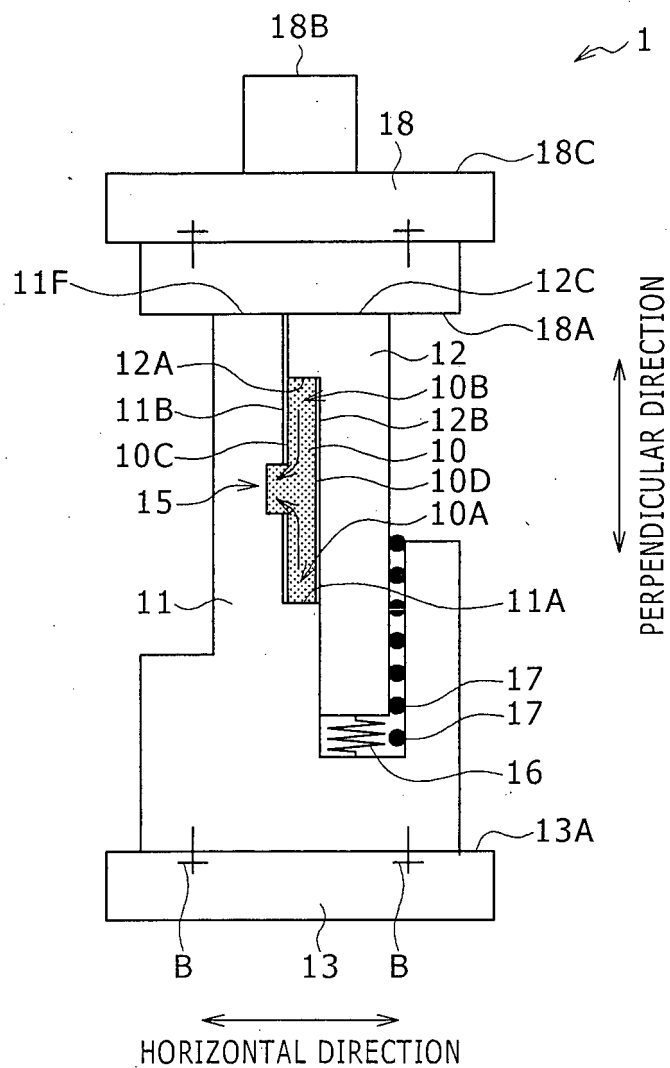 18B
1
18
18C
11F
12C
18A
12A
12
11B
10B
12B
10C
10
10D
15
10A
11
11A
17
17
16
13A
B
13
B
PERPENDICULAR DIRECTION
HORIZONTAL DIRECTION